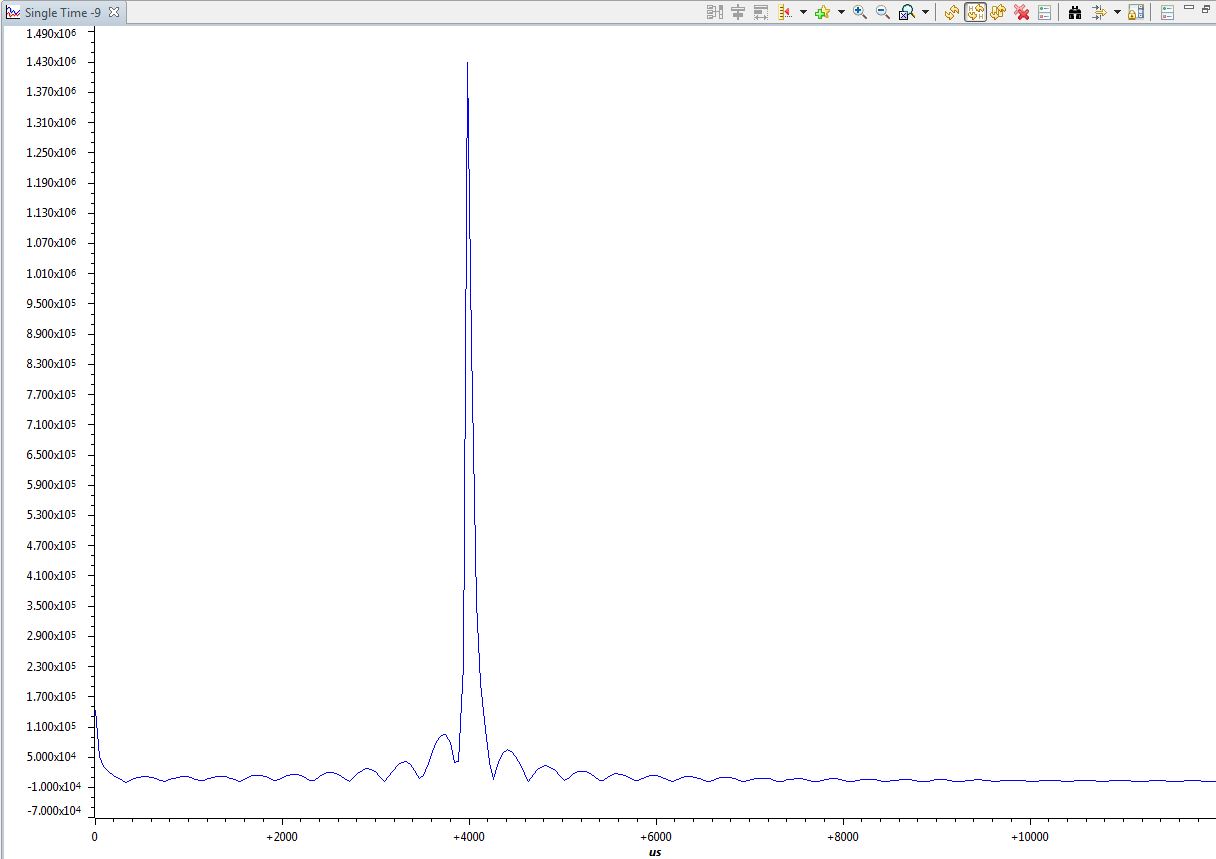 Single Time -9
1.490x10⁶
1.430x10⁶
1.370x10⁶
1.310x10⁶
1.250x10⁶
1.190x10⁶
1.130x10⁶
1.070x10⁶
1.010x10⁶
9.500x10⁵
8.900x10⁵
8.300x10⁵
7.700x10⁵
7.100x10⁵
6.500x10⁵
5.900x10⁵
5.300x10⁵
4.700x10⁵
4.100x10⁵
3.500x10⁵
2.900x10⁵
2.300x10⁵
1.700x10⁵
1.100x10⁵
5.000x10⁴
-1.000x10⁴
-7.000x10⁴
0 +2000 +4000 +6000 +8000 +10000
us